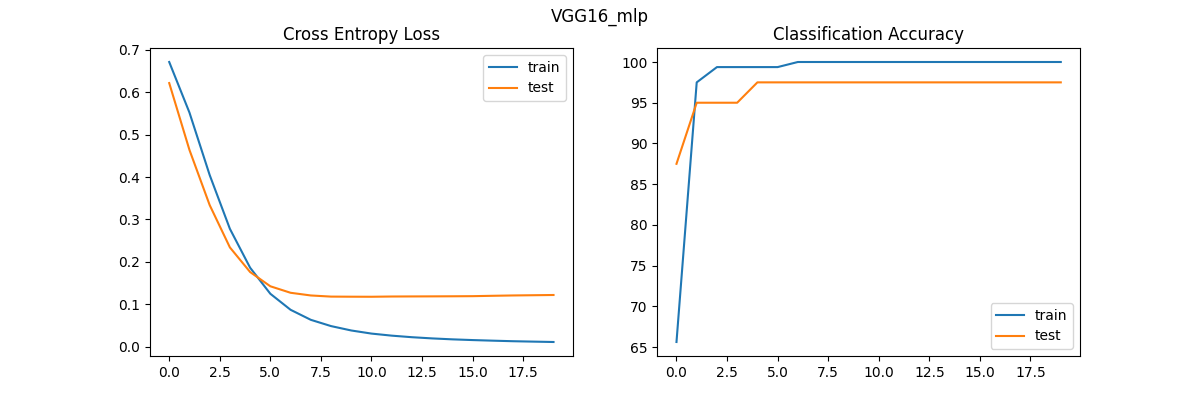 VGG16_mlp
Cross Entropy Loss
0.7
0.6
0.5
0.4
0.3
0.2
0.1
0.0
0.0 2.5 5.0 7.5 10.0 12.5 15.0 17.5
train
test
Classification Accuracy
100
95
90
85
80
75
70
65
0.0 2.5 5.0 7.5 10.0 12.5 15.0 17.5
train
test